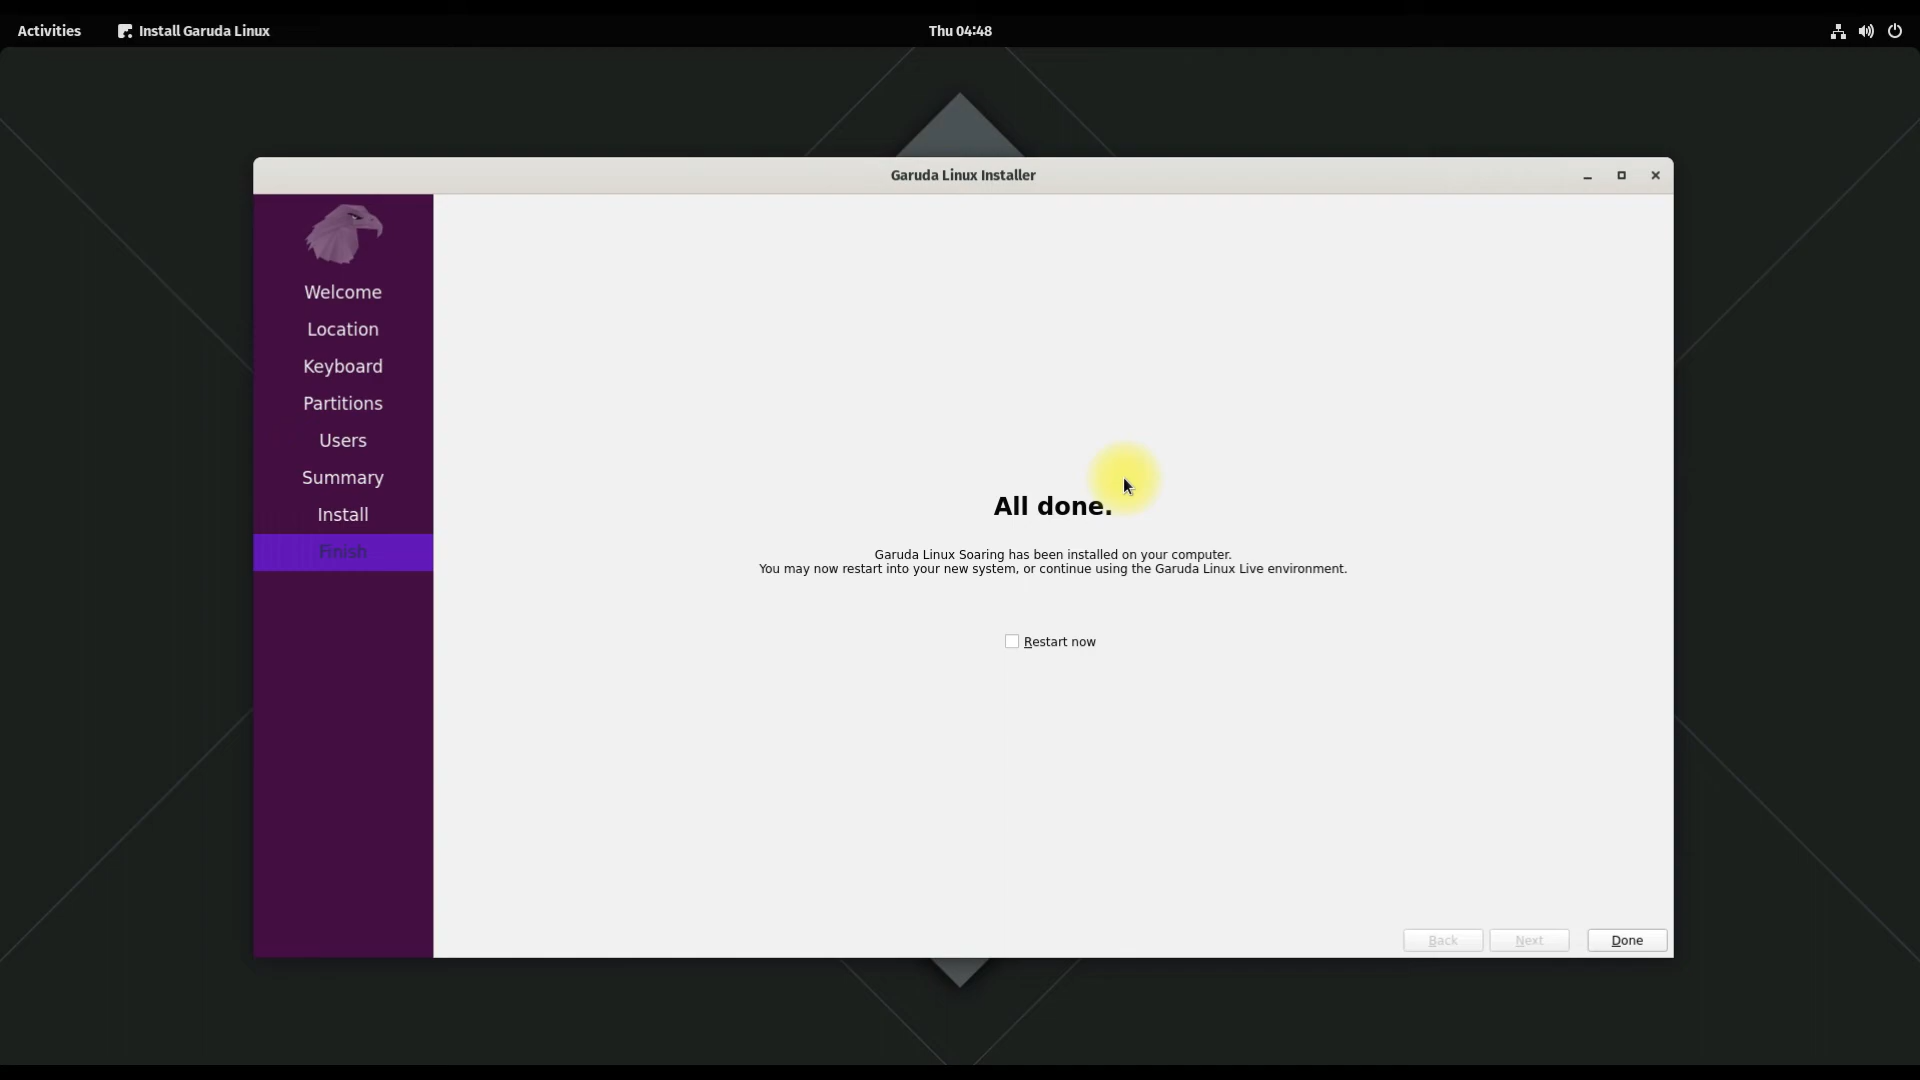 Activities
Install Garuda Linux
Thu 04:48
Garuda Linux Installer
Welcome
Location
Keyboard
Partitions
Users
Summary
Install
Finish
All done.
Garuda Linux Soaring has been installed on your computer.
You may now restart into your new system, or continue using the Garuda Linux Live environment.
Restart now
Back
Next
Done